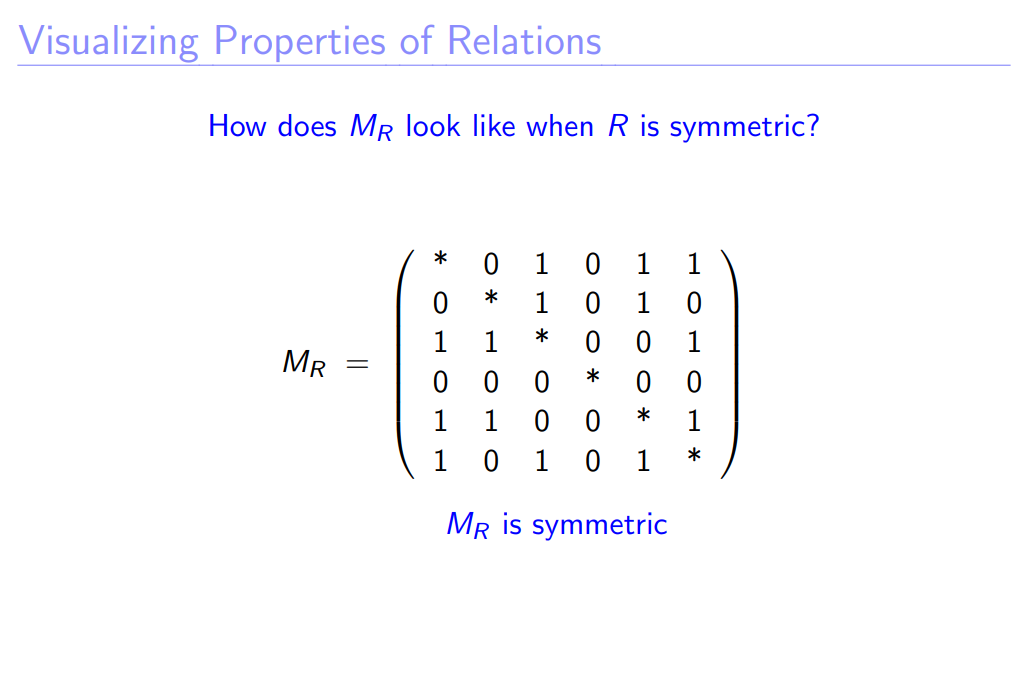 Visualizing Properties of Relations
How does M_R look like when R is symmetric?
* 0 1 0 1 1
0 * 1 0 1 0
1 1 * 0 0 1
M_R =
0 0 0 * 0 0
1 1 0 0 * 1
1 0 1 0 1 *
M_R is symmetric